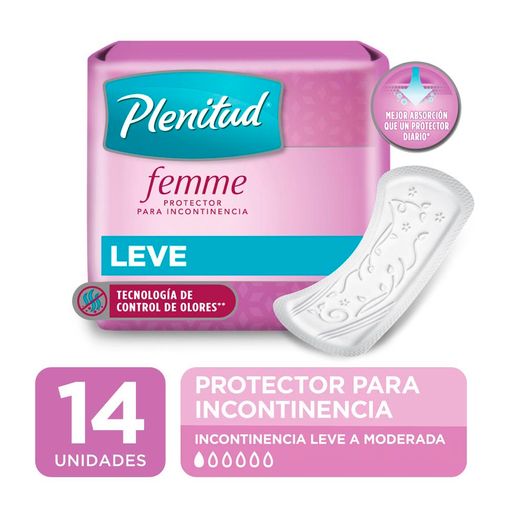 Plenitud®
femme
PROTECTOR
PARA INCONTINENCIA
LEVE
TECNOLOGÍA DE
CONTROL DE OLORES**
MEJOR ABSORCIÓN
QUE UN PROTECTOR
DIARIO*
14
UNIDADES
PROTECTOR PARA
INCONTINENCIA
INCONTINENCIA LEVE A MODERADA